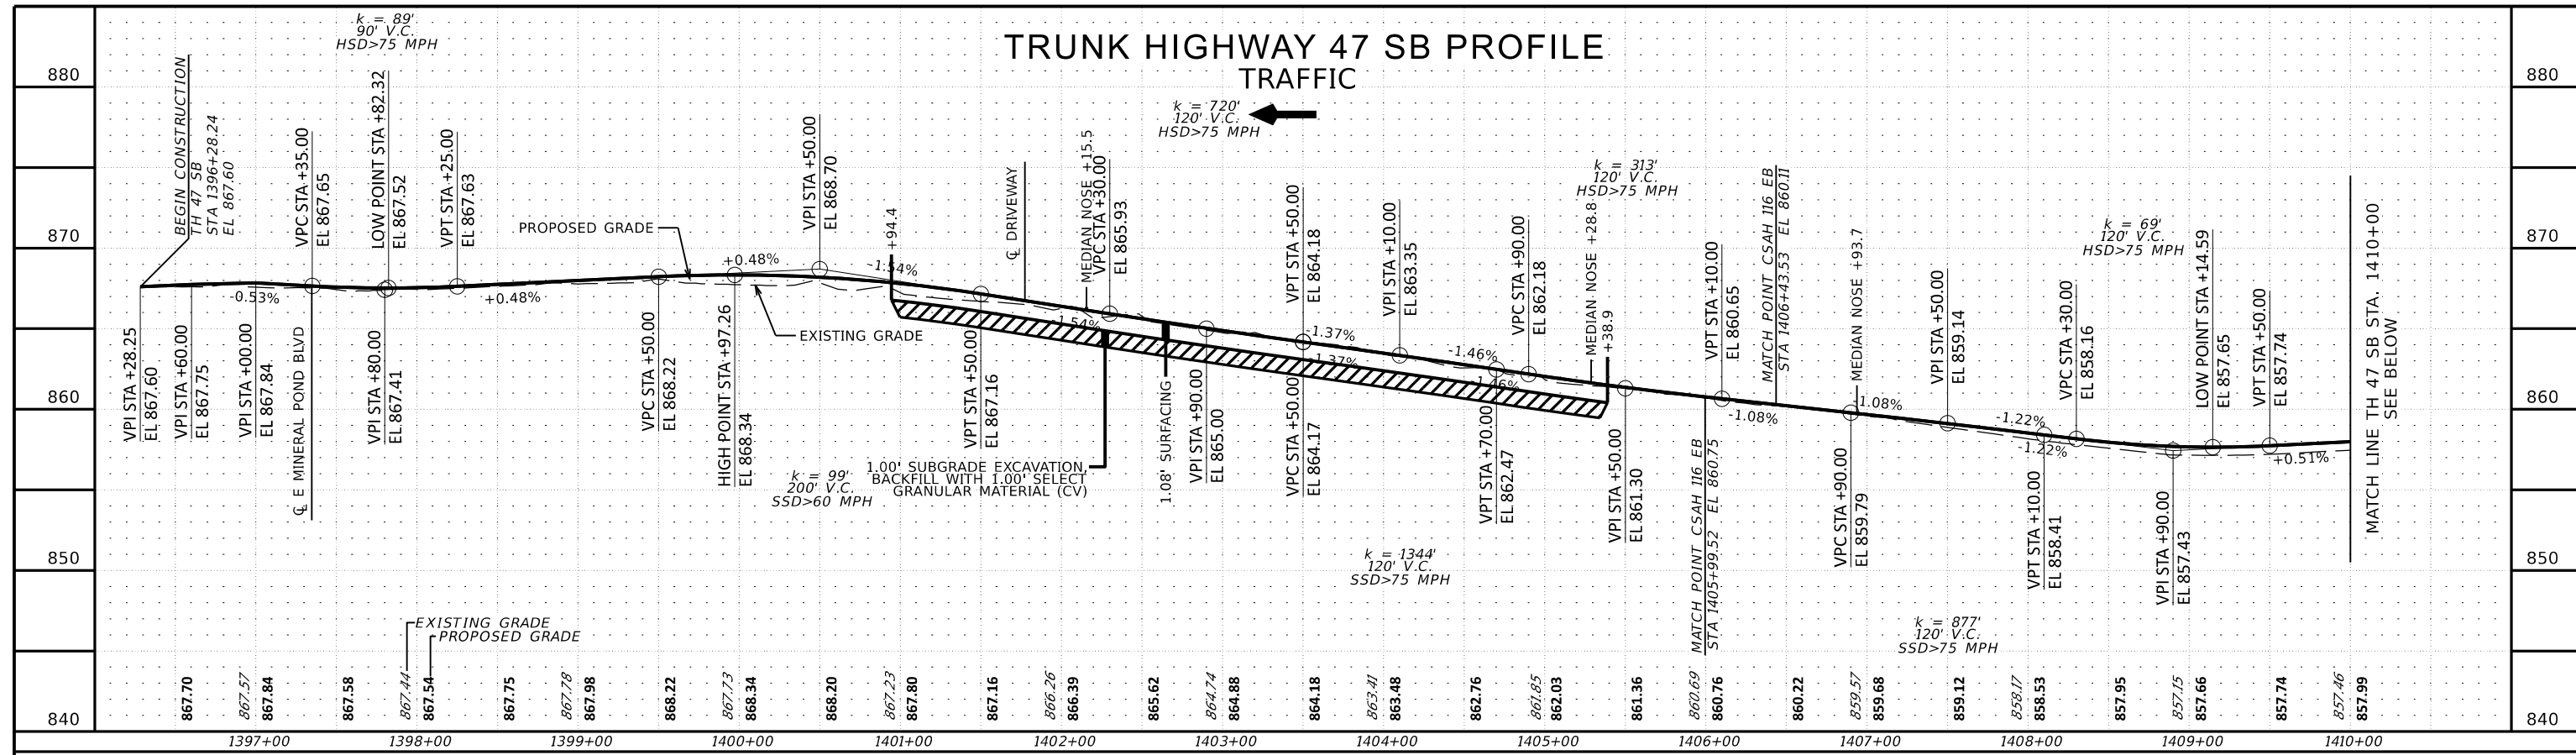 TRUNK HIGHWAY 47 SB PROFILE
TRAFFIC
880
870
860
850
840
880
870
860
850
840
BEGIN CONSTRUCTION
TH 47 SB
STA 1396+28.24
EL 867.60
VPI STA +28.25
EL 867.60
VPI STA +60.00
EL 867.75
VPI STA +00.00
EL 867.84
-0.53%
℄ E MINERAL POND BLVD
VPC STA +35.00
EL 867.65
k = 89'
90' V.C.
HSD>75 MPH
LOW POINT STA +82.32
EL 867.52
VPI STA +80.00
EL 867.41
VPT STA +25.00
EL 867.63
+0.48%
PROPOSED GRADE
VPC STA +50.00
EL 868.22
+0.48%
HIGH POINT STA +97.26
EL 868.34
EXISTING GRADE
VPI STA +50.00
EL 868.70
k = 99'
200' V.C.
SSD>60 MPH
-1.54%
+94.4
VPT STA +50.00
EL 867.16
℄ DRIVEWAY
MEDIAN NOSE +15.5
VPC STA +30.00
EL 865.93
-1.54%
1.00' SUBGRADE EXCAVATION,
BACKFILL WITH 1.00' SELECT
GRANULAR MATERIAL (CV)
1.08' SURFACING
k = 720'
120' V.C.
HSD>75 MPH
VPI STA +90.00
EL 865.00
VPT STA +50.00
EL 864.18
-1.37%
-1.37%
VPC STA +50.00
EL 864.17
VPI STA +10.00
EL 863.35
k = 1344'
120' V.C.
SSD>75 MPH
-1.46%
-1.46%
VPT STA +70.000
EL 862.47
VPC STA +90.00
EL 862.18
MEDIAN NOSE +28.8
+38.9
k = 313'
120' V.C.
HSD>75 MPH
VPI STA +50.00
EL 861.30
VPT STA +10.00
EL 860.65
-1.08%
MATCH POINT CSAH 116 EB
STA 1405+99.52 EL 860.75
MATCH POINT CSAH 116 EB
STA 1406+43.53 EL 860.11
MEDIAN NOSE +93.7
-1.08%
VPC STA +90.00
EL 859.79
VPI STA +50.00
EL 859.14
k = 877'
120' V.C.
SSD>75 MPH
-1.22%
-1.22%
VPT STA +10.00
EL 858.41
VPC STA +30.00
EL 858.16
k = 69'
120' V.C.
HSD>75 MPH
VPI STA +90.00
EL 857.43
LOW POINT STA +14.59
EL 857.65
VPT STA +50.00
EL 857.74
+0.51%
MATCH LINE TH 47 SB STA. 1410+00
SEE BELOW
EXISTING GRADE
PROPOSED GRADE
867.70
867.57
867.84
867.58
867.44
867.54
867.75
867.78
867.98
868.22
867.73
868.34
868.20
867.23
867.80
867.16
866.26
866.39
865.62
864.74
864.88
864.18
863.41
863.48
862.76
861.85
862.03
861.36
860.69
860.76
860.22
859.57
859.68
859.12
858.17
858.53
857.95
857.15
857.66
857.74
857.46
857.99
1397+00
1398+00
1399+00
1400+00
1401+00
1402+00
1403+00
1404+00
1405+00
1406+00
1407+00
1408+00
1409+00
1410+00